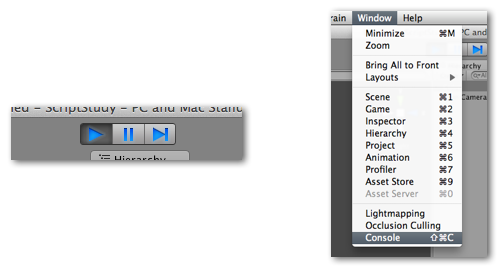 ied - ScriptStudy - PC and Mac Stand
Hierarchy
rain Window Help
PC and
Minimize ⌘M
Zoom
Bring All to Front
Layouts
Scene ⌘1
Game ⌘2
Inspector ⌘3
Hierarchy ⌘4
Project ⌘5
Animation ⌘6
Profiler ⌘7
Asset Store ⌘9
Asset Server ⌘0
Lightmapping
Occlusion Culling
Console ⇧⌘C
rarchy
Camera